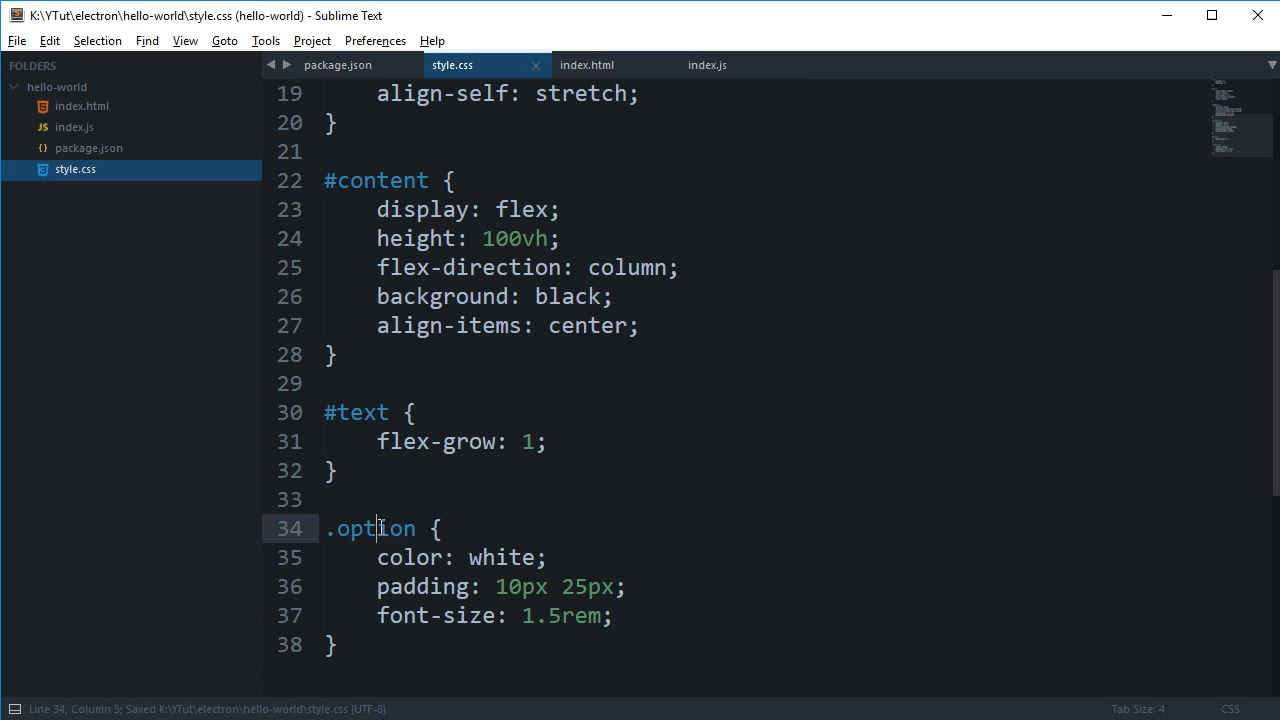 K:\YTut\electron\hello-world\style.css (hello-world) - Sublime Text
File Edit Selection Find View Goto Tools Project Preferences Help
FOLDERS
hello-world
index.html
JS index.js
{} package.json
style.css
package.json style.css index.html index.js
19 align-self: stretch;
20 }
21
22 #content {
23 display: flex;
24 height: 100vh;
25 flex-direction: column;
26 background: black;
27 align-items: center;
28 }
29
30 #text {
31 flex-grow: 1;
32 }
33
34 .option {
35 color: white;
36 padding: 10px 25px;
37 font-size: 1.5rem;
38 }
Line 34, Column 5; Saved K:\YTut\electron\hello-world\style.css (UTF-8) Tab Size: 4 CSS